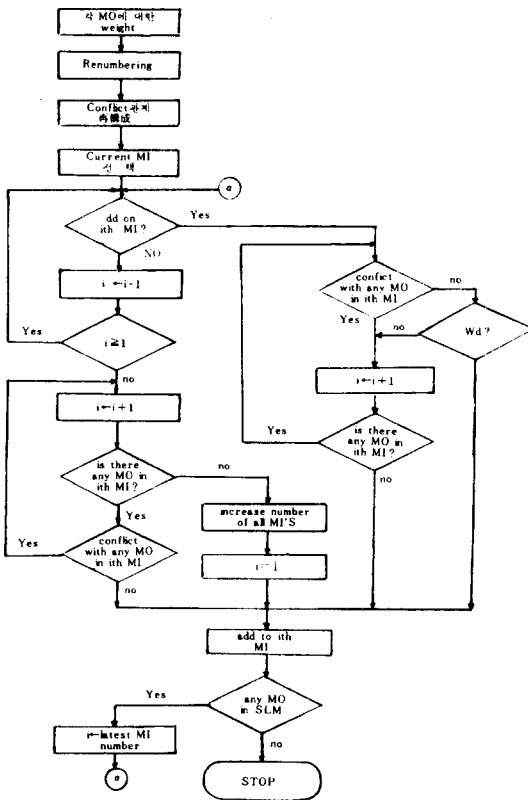 각 MO에 대한
weight
Renumbering
Conflict관계
再構成
Current MI
선 택
a
dd on
ith MI?
Yes
NO
i ←i-1
i≧1
Yes
no
i←i+1
is there
any MO in
ith MI?
no
Yes
conflict
with any MO
in ith MI
Yes
no
increase number
of all MI'S
confict
with any MO
in ith MI
no
Yes
Wd?
no
i←i+1
is there
any MO in
ith MI?
Yes
no
add to ith
MI
any MO
in SLM
Yes
no
i←latest MI
number
a
STOP